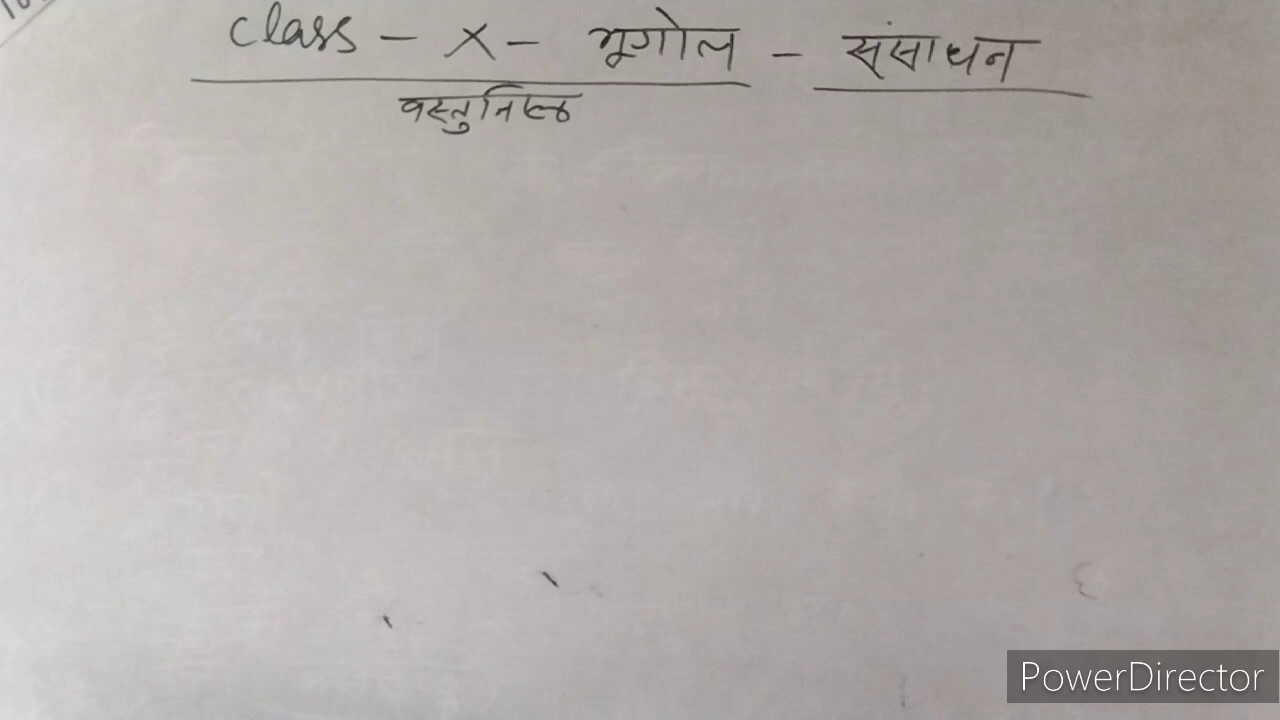 Class - X - भूगोल - संसाधन
वस्तुनिष्ठ
PowerDirector